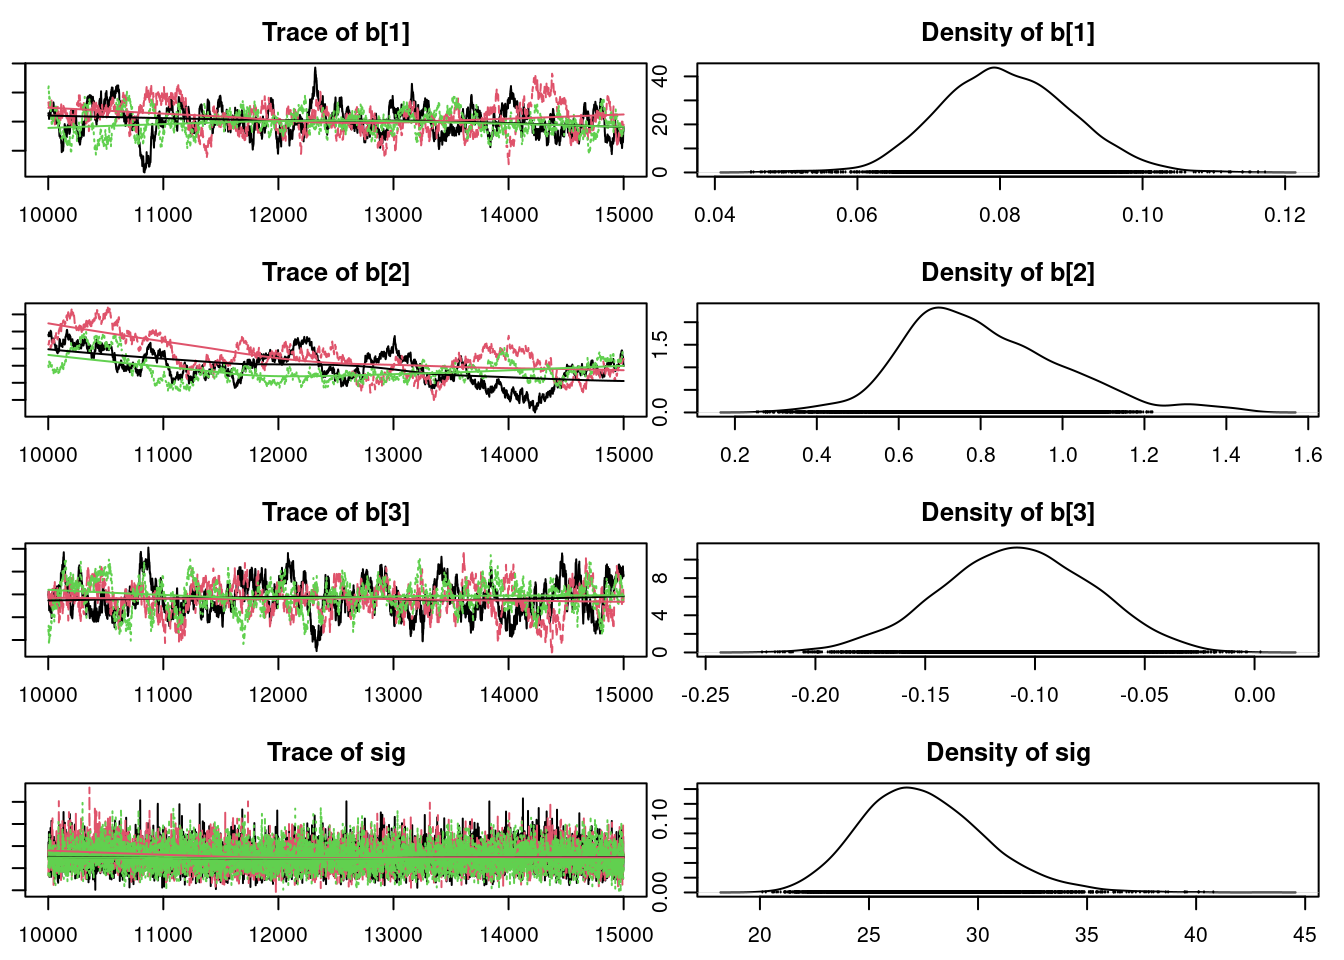 Trace of b[1]
10000 11000 12000 13000 14000 15000
Density of b[1]
0 20 40
0.04 0.06 0.08 0.10 0.12
Trace of b[2]
10000 11000 12000 13000 14000 15000
Density of b[2]
0.0 1.5
0.2 0.4 0.6 0.8 1.0 1.2 1.4 1.6
Trace of b[3]
10000 11000 12000 13000 14000 15000
Density of b[3]
0 4 8
-0.25 -0.20 -0.15 -0.10 -0.05 0.00
Trace of sig
10000 11000 12000 13000 14000 15000
Density of sig
0.00 0.10
20 25 30 35 40 45